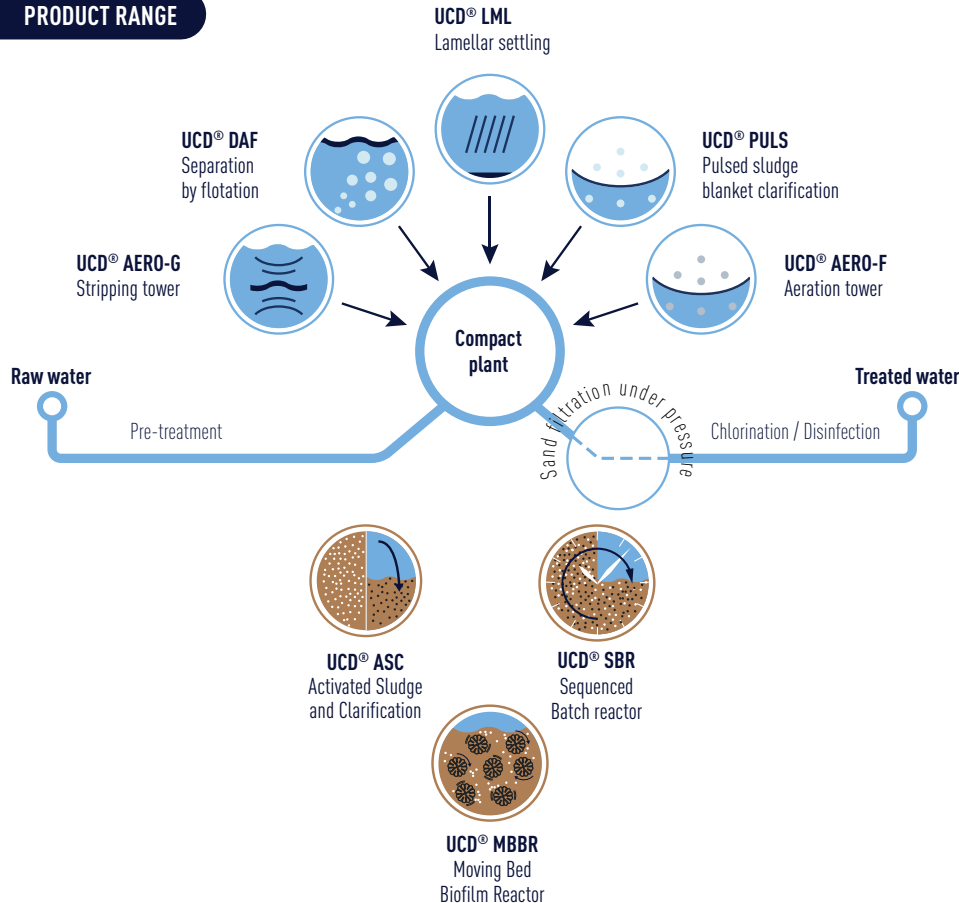 PRODUCT RANGE
UCD® LML
Lamellar settling
UCD® DAF
Separation
by flotation
UCD® PULS
Pulsed sludge
blanket clarification
UCD® AERO-G
Stripping tower
UCD® AERO-F
Aeration tower
Compact
plant
Raw water
Treated water
Pre-treatment
Sand filtration under pressure
Chlorination / Disinfection
UCD® ASC
Activated Sludge
and Clarification
UCD® SBR
Sequenced
Batch reactor
UCD® MBBR
Moving Bed
Biofilm Reactor